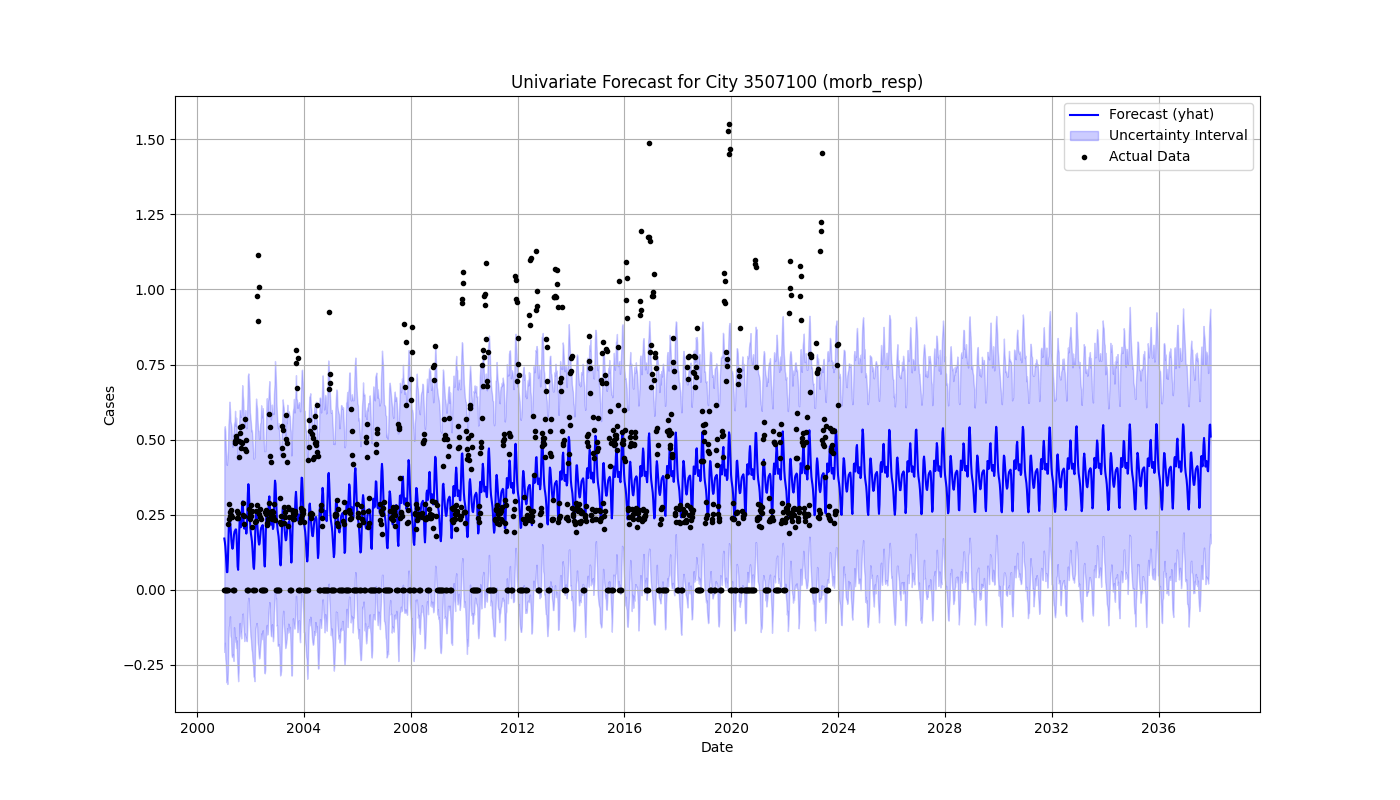 Univariate Forecast for City 3507100 (morb_resp)
Forecast (yhat)
Uncertainty Interval
Actual Data
Cases
1.50
1.25
1.00
0.75
0.50
0.25
0.00
−0.25
2000 2004 2008 2012 2016 2020 2024 2028 2032 2036
Date